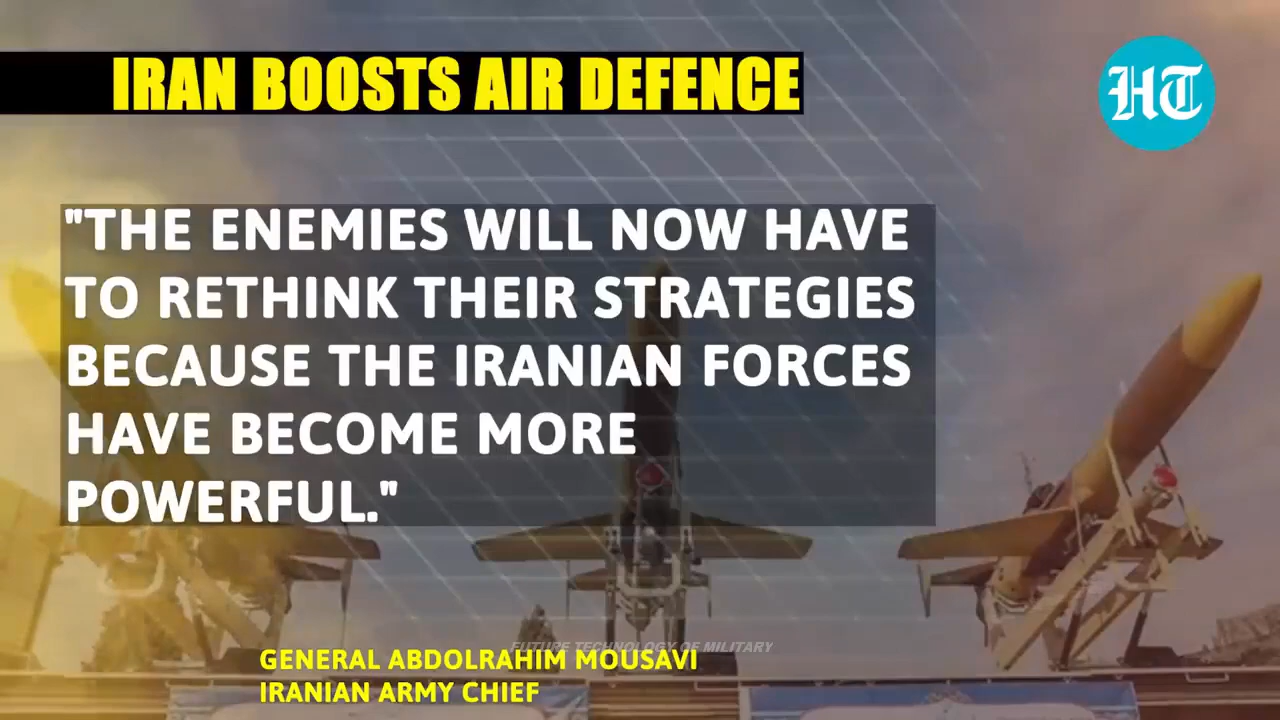 IRAN BOOSTS AIR DEFENCE
HT
"THE ENEMIES WILL NOW HAVE
TO RETHINK THEIR STRATEGIES
BECAUSE THE IRANIAN FORCES
HAVE BECOME MORE
POWERFUL."
FUTURE TECHNOLOGY OF MILITARY
GENERAL ABDOLRAHIM MOUSAVI
IRANIAN ARMY CHIEF